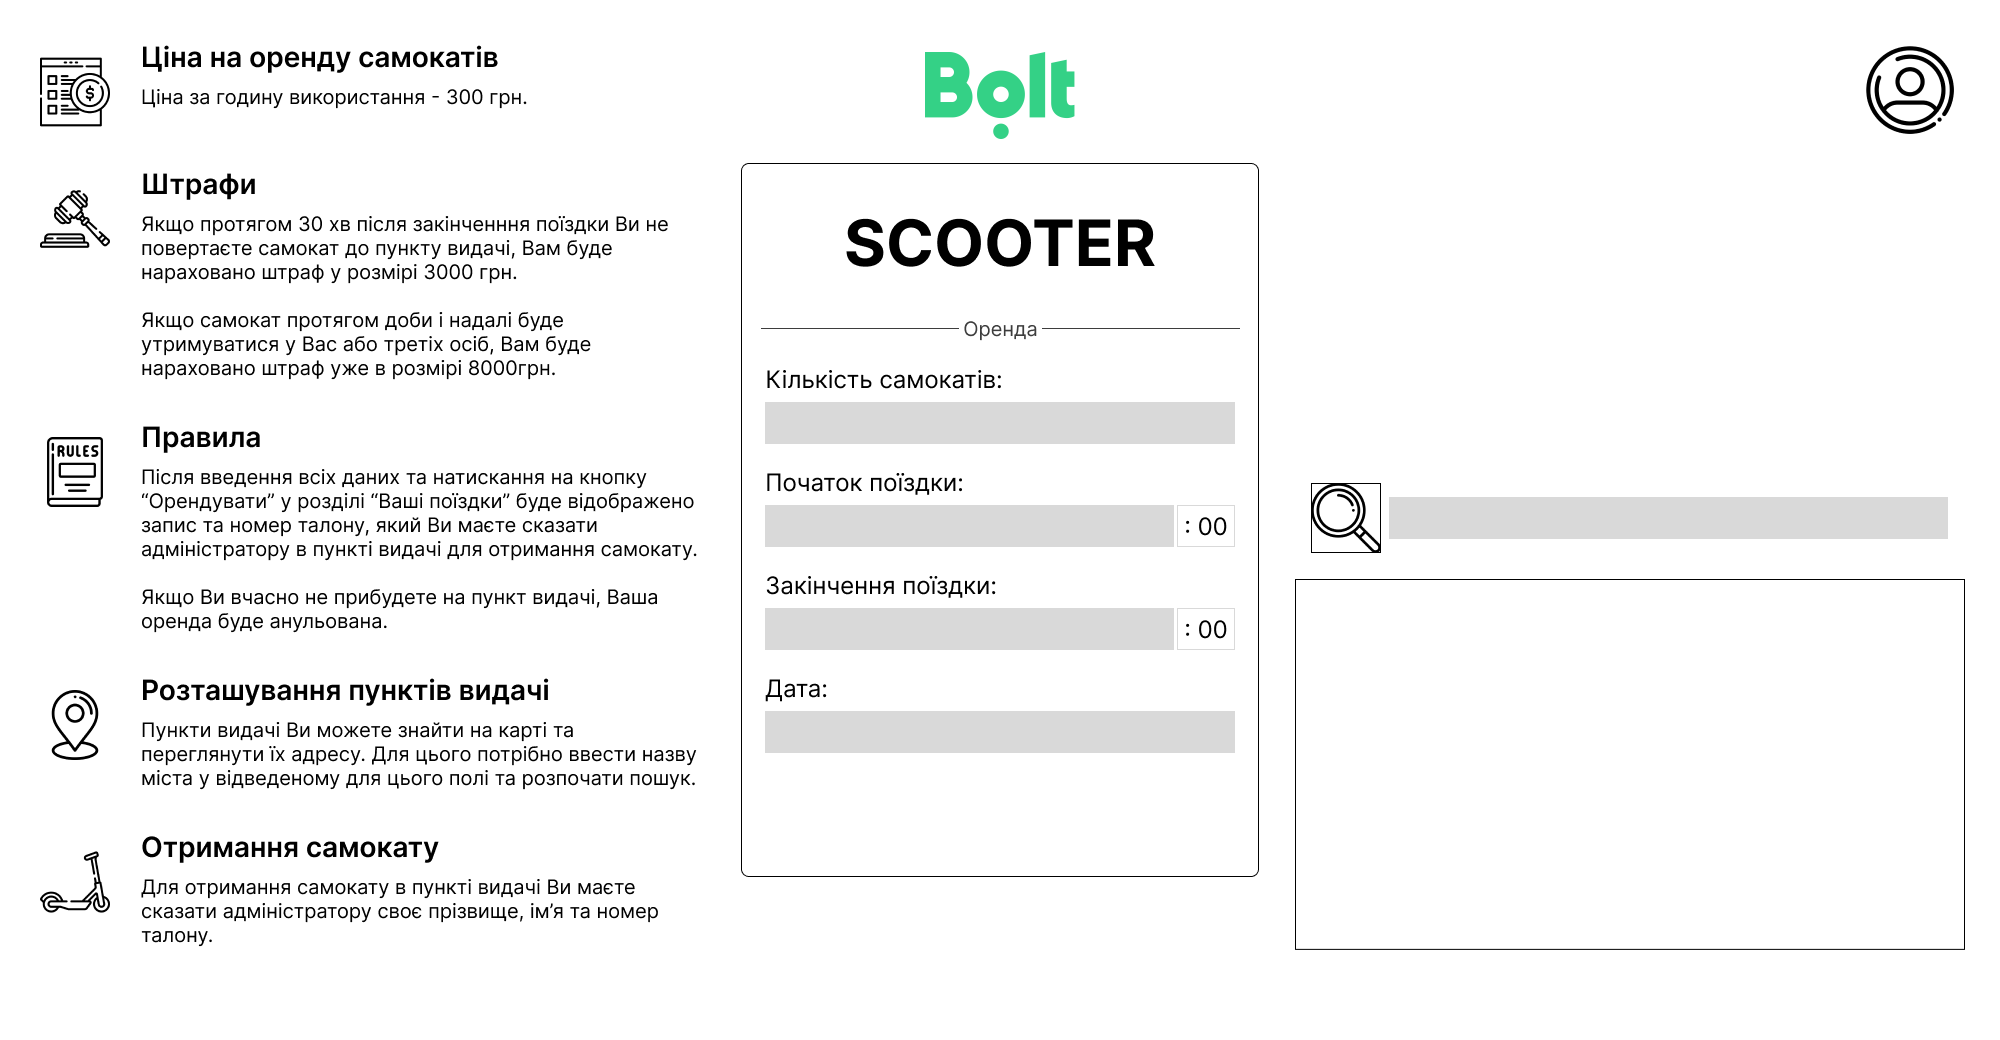 Ціна на оренду самокатів
Ціна за годину використання - 300 грн.
Штрафи
Якщо протягом 30 хв після закінченння поїздки Ви не
повертаєте самокат до пункту видачі, Вам буде
нараховано штраф у розмірі 3000 грн.
Якщо самокат протягом доби і надалі буде
утримуватися у Вас або третіх осіб, Вам буде
нараховано штраф уже в розмірі 8000грн.
RULES
Правила
Після введення всіх даних та натискання на кнопку
“Орендувати” у розділі “Ваші поїздки” буде відображено
запис та номер талону, який Ви маєте сказати
адміністратору в пункті видачі для отримання самокату.
Якщо Ви вчасно не прибудете на пункт видачі, Ваша
оренда буде анульована.
Розташування пунктів видачі
Пункти видачі Ви можете знайти на карті та
переглянути їх адресу. Для цього потрібно ввести назву
міста у відведеному для цього полі та розпочати пошук.
Отримання самокату
Для отримання самокату в пункті видачі Ви маєте
сказати адміністратору своє прізвище, ім’я та номер
талону.
Bolt
SCOOTER
Оренда
Кількість самокатів:
Початок поїздки:
: 00
Закінчення поїздки:
: 00
Дата: